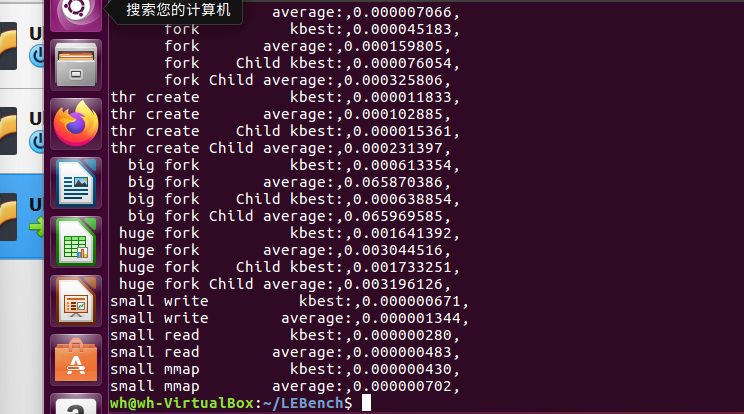 搜索您的计算机
average:,0.000007066,
fork kbest:,0.000045183,
fork average:,0.000159805,
fork Child kbest:,0.000076054,
fork Child average:,0.000325806,
thr create kbest:,0.000011833,
thr create average:,0.000102885,
thr create Child kbest:,0.000015361,
thr create Child average:,0.000231397,
big fork kbest:,0.000613354,
big fork average:,0.065870386,
big fork Child kbest:,0.000638854,
big fork Child average:,0.065969585,
huge fork kbest:,0.001641392,
huge fork average:,0.003044516,
huge fork Child kbest:,0.001733251,
huge fork Child average:,0.003196126,
small write kbest:,0.000000671,
small write average:,0.000001344,
small read kbest:,0.000000280,
small read average:,0.000000483,
small mmap kbest:,0.000000430,
small mmap average:,0.000000702,
wh@wh-VirtualBox:~/LEBench$